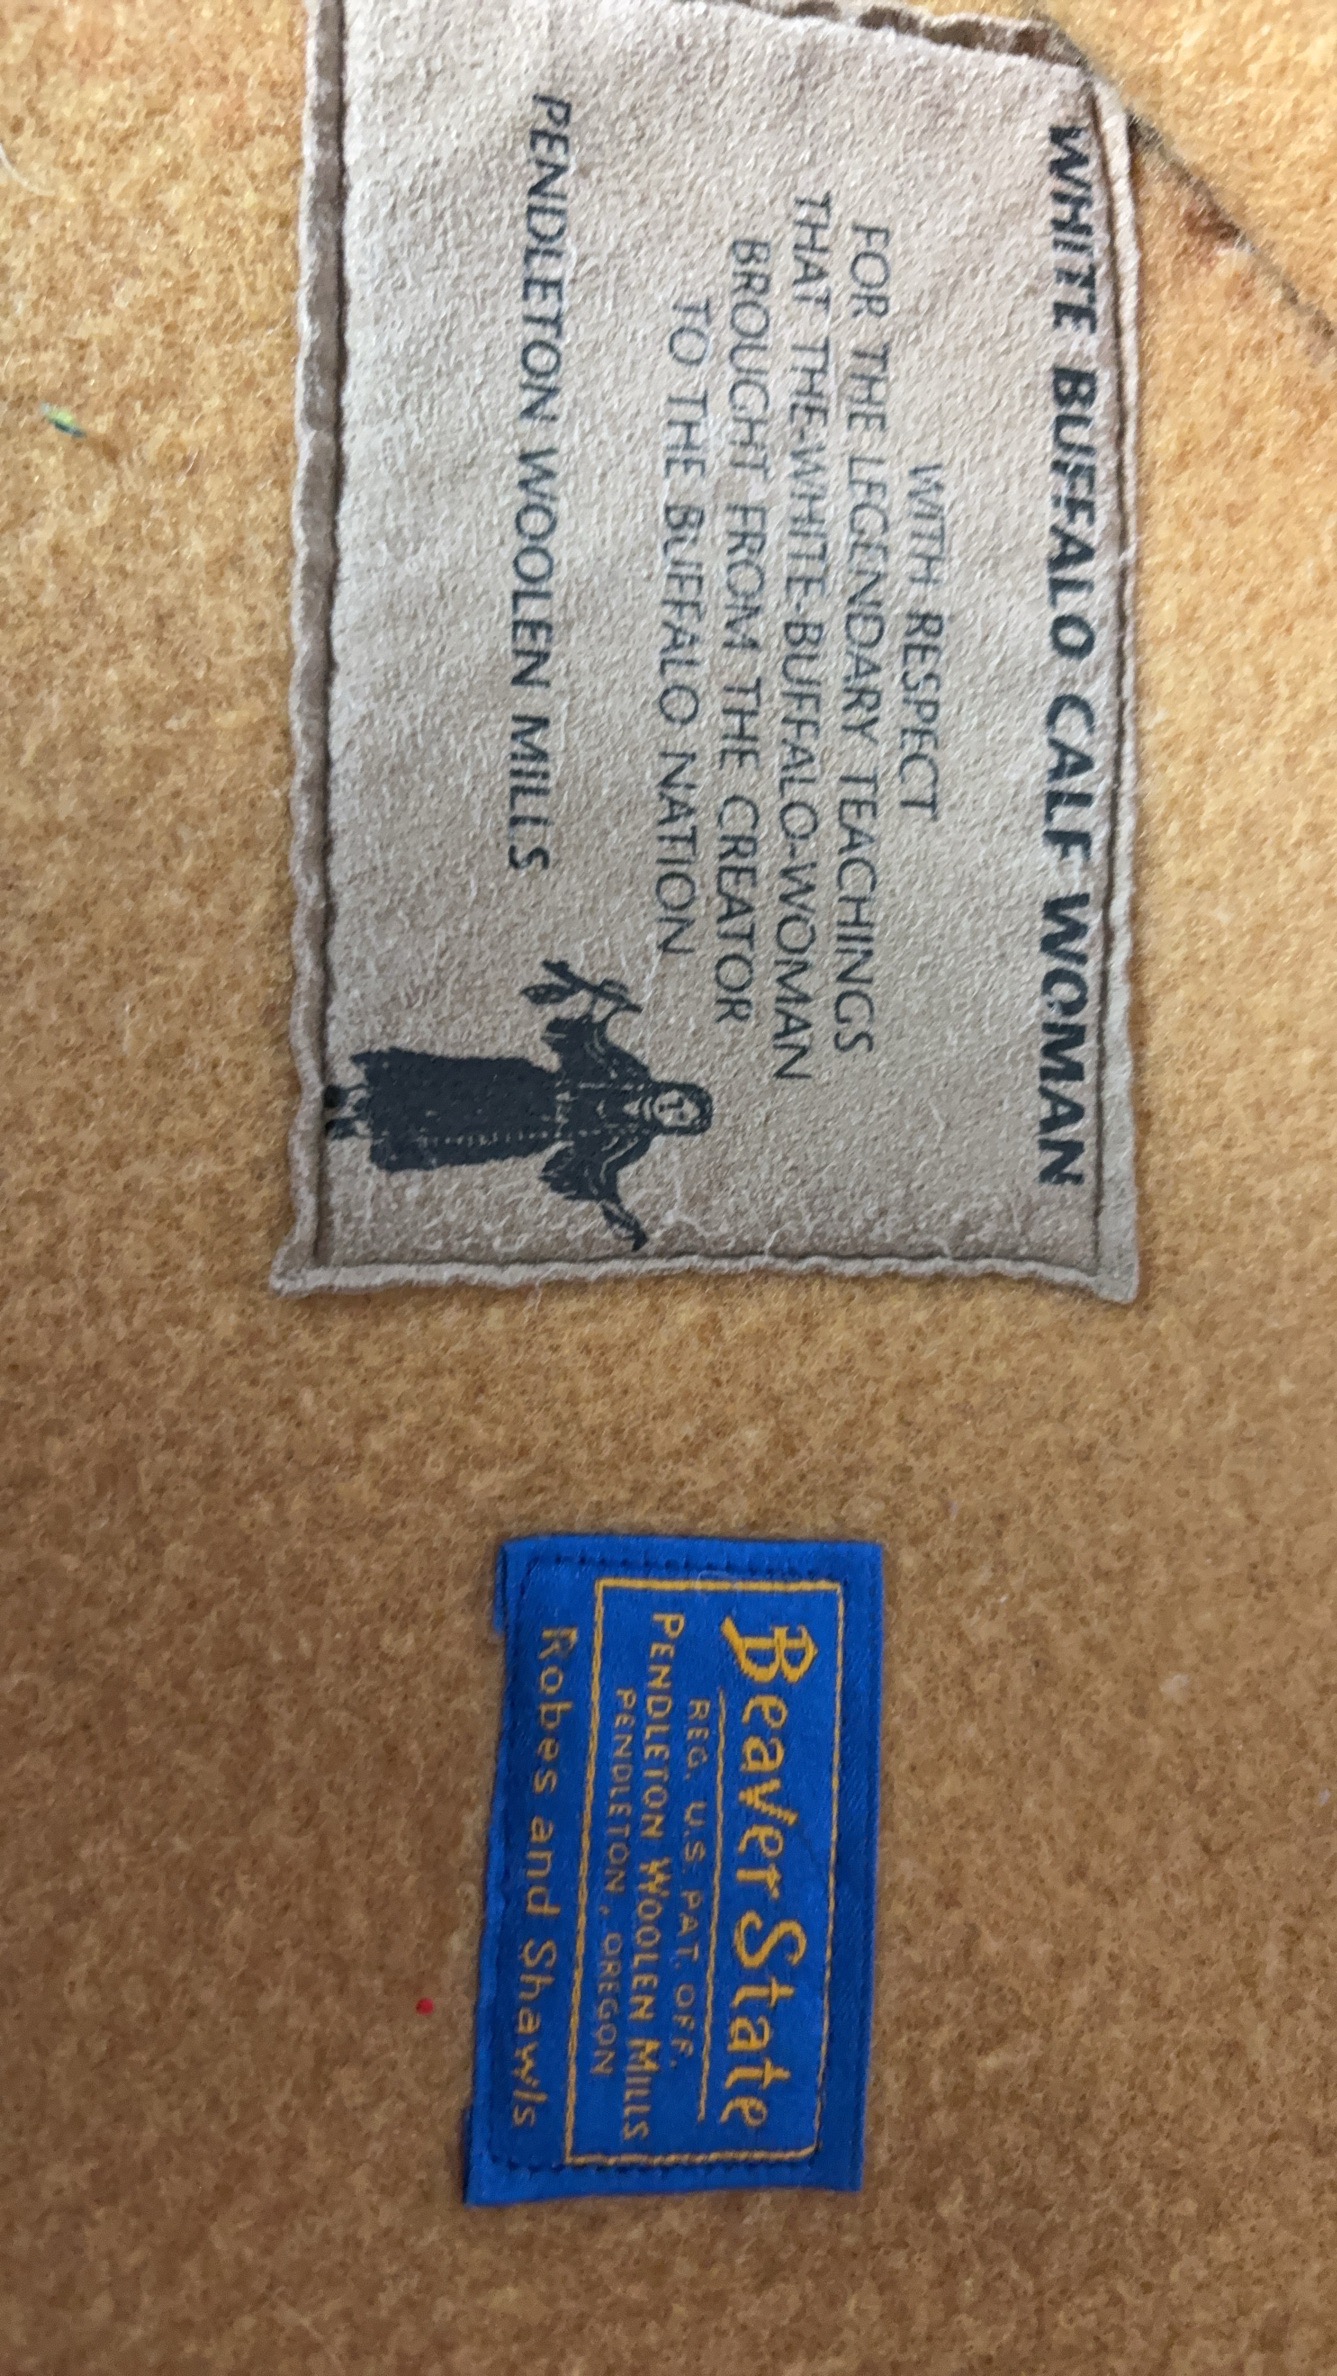 WHITE BUFFALO CALF WOMAN
WITH RESPECT
FOR THE LEGENDARY TEACHINGS
THAT THE-WHITE-BUFFALO-WOMAN
BROUGHT FROM THE CREATOR
TO THE BUFFALO NATION
PENDLETON WOOLEN MILLS
Beaver State
REG. U.S. PAT. OFF.
PENDLETON WOOLEN MILLS
PENDLETON, OREGON
Robes and Shawls